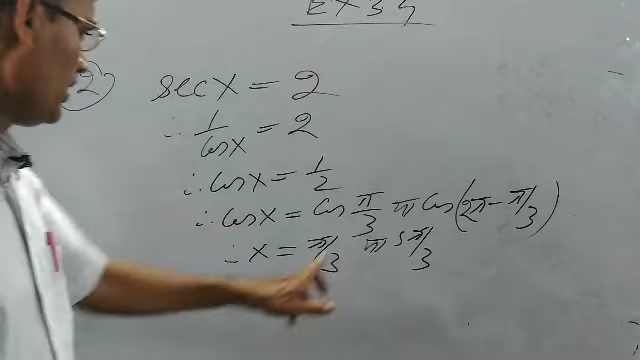 Ex 3.4
2)
sec x = 2
∴ 1/cos x = 2
∴ cos x = 1/2
∴ cos x = cos π/3 या cos (2π - π/3)
∴ x = π/3 या 5π/3